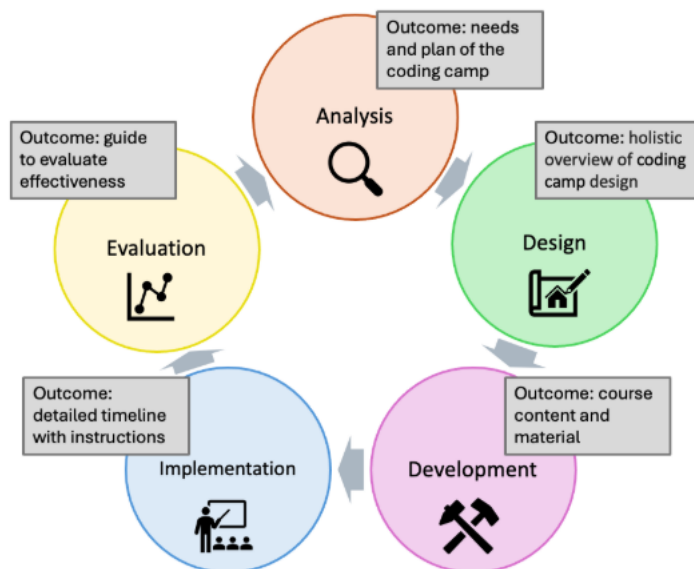 Outcome: needs
and plan of the
coding camp
Analysis
Outcome: holistic
overview of coding
camp design
Design
Outcome: course
content and
material
Development
Outcome:
detailed timeline
with instructions
Implementation
Outcome: guide
to evaluate
effectiveness
Evaluation